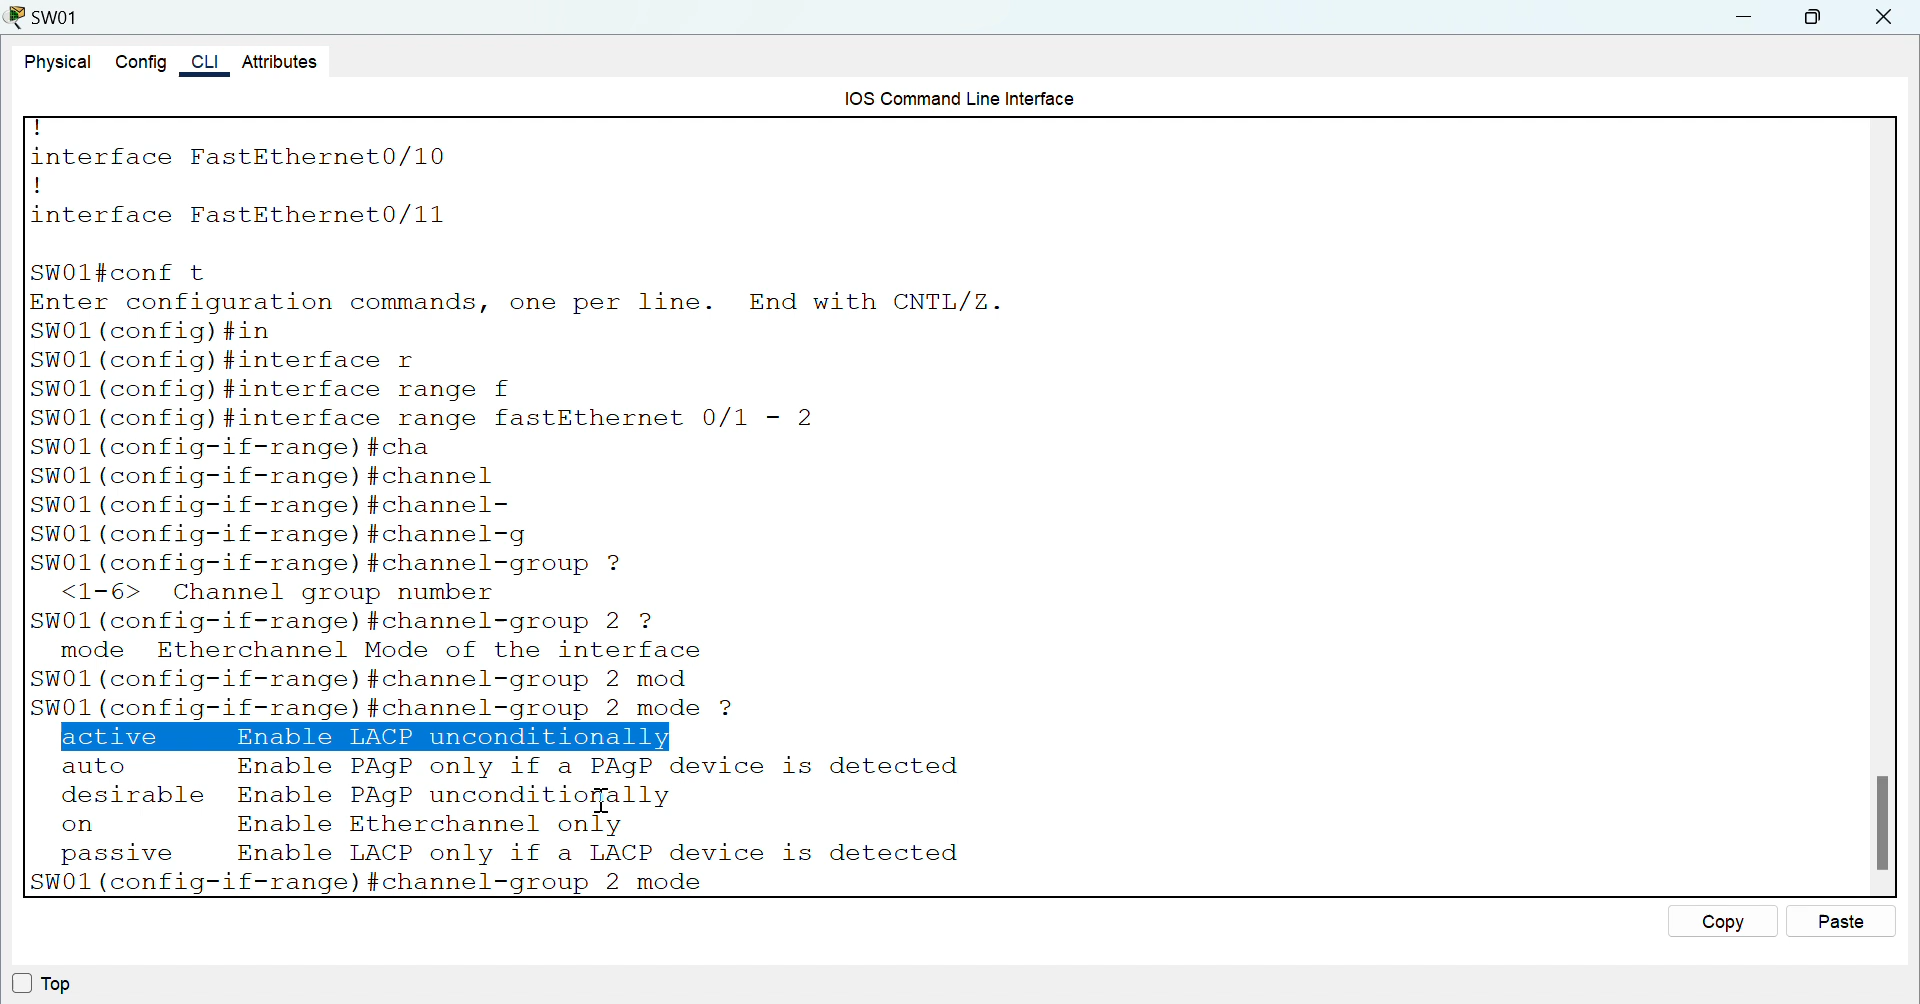 SW01
Physical Config CLI Attributes
IOS Command Line Interface
!
interface FastEthernet0/10
!
interface FastEthernet0/11
SW01#conf t
Enter configuration commands, one per line.  End with CNTL/Z.
SW01(config)#in
SW01(config)#interface r
SW01(config)#interface range f
SW01(config)#interface range fastEthernet 0/1 - 2
SW01(config-if-range)#cha
SW01(config-if-range)#channel
SW01(config-if-range)#channel-
SW01(config-if-range)#channel-g
SW01(config-if-range)#channel-group ?
  <1-6>  Channel group number
SW01(config-if-range)#channel-group 2 ?
  mode  Etherchannel Mode of the interface
SW01(config-if-range)#channel-group 2 mod
SW01(config-if-range)#channel-group 2 mode ?
  active     Enable LACP unconditionally
  auto       Enable PAgP only if a PAgP device is detected
  desirable  Enable PAgP unconditionally
  on         Enable Etherchannel only
  passive    Enable LACP only if a LACP device is detected
SW01(config-if-range)#channel-group 2 mode
Copy Paste
Top